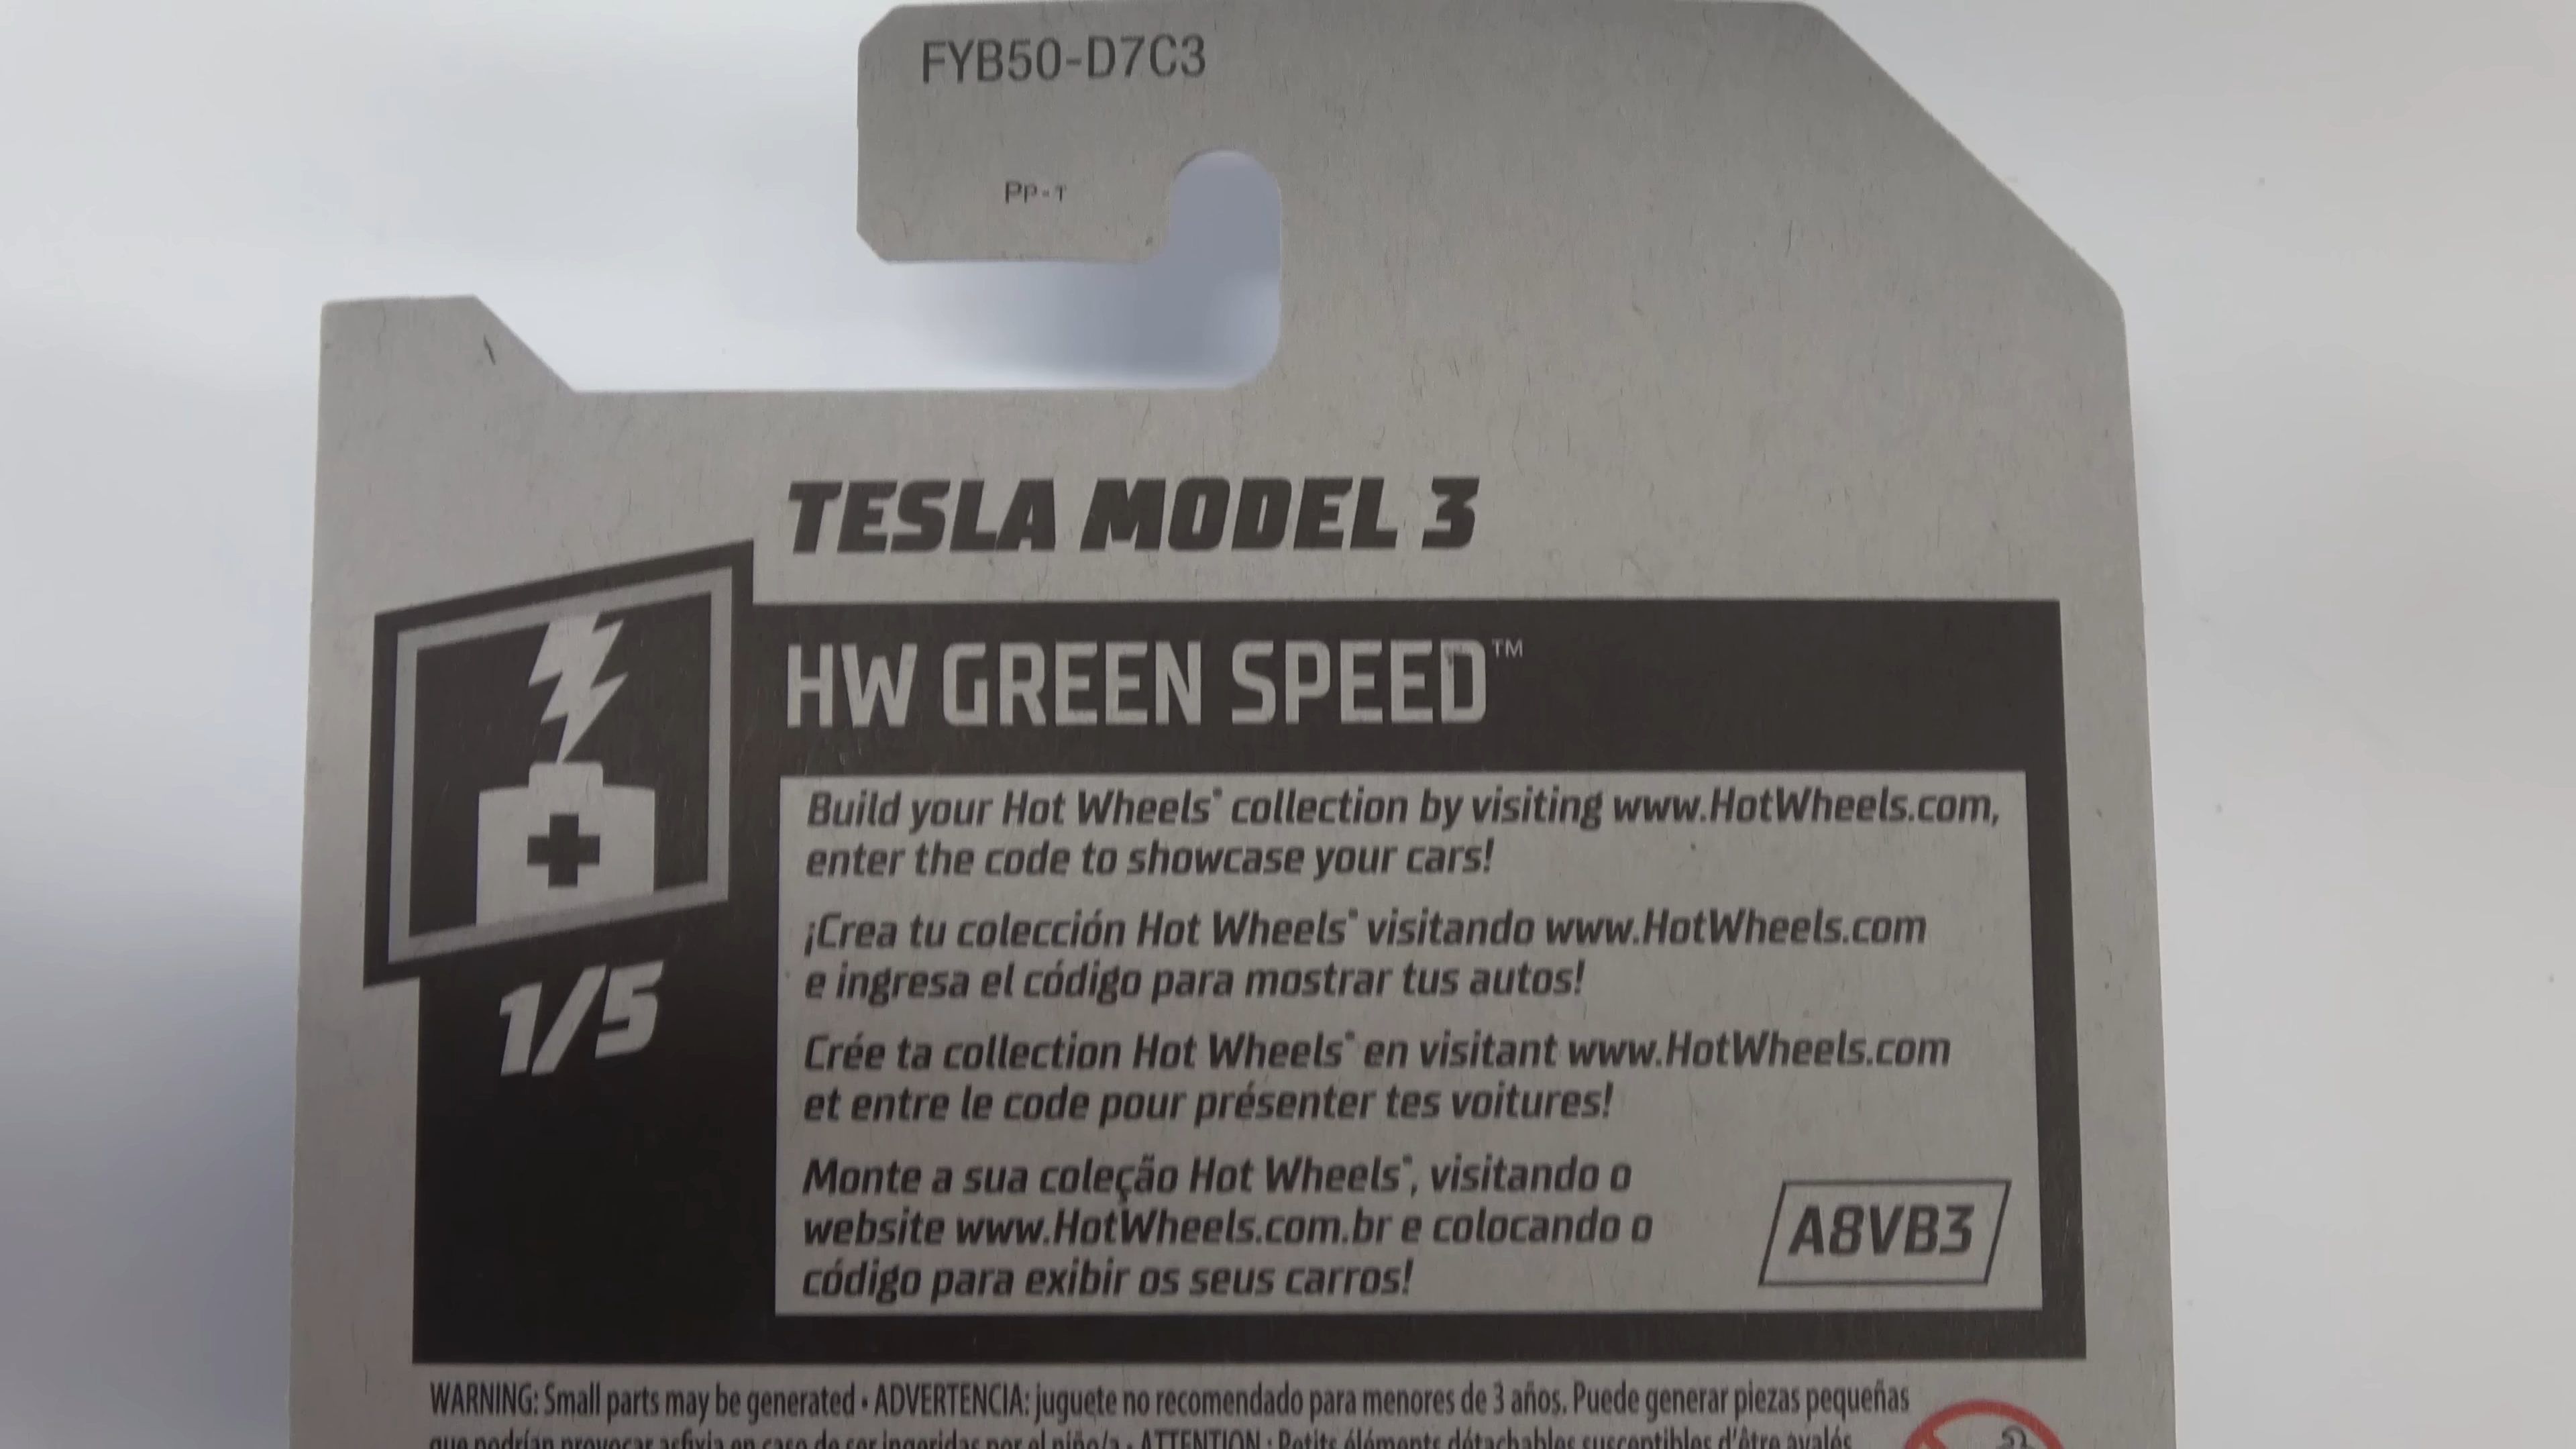 FYB50-D7C3
PP-1
TESLA MODEL 3
HW GREEN SPEED™
Build your Hot Wheels® collection by visiting www.HotWheels.com,
enter the code to showcase your cars!
¡Crea tu colección Hot Wheels® visitando www.HotWheels.com
e ingresa el código para mostrar tus autos!
Crée ta collection Hot Wheels® en visitant www.HotWheels.com
et entre le code pour présenter tes voitures!
Monte a sua coleção Hot Wheels®, visitando o
website www.HotWheels.com.br e colocando o
código para exibir os seus carros!
A8VB3
1/5
WARNING: Small parts may be generated • ADVERTENCIA: juguete no recomendado para menores de 3 años. Puede generar piezas pequeñas
que podrían provocar asfixia en caso de ser ingeridas por el niño/a • ATTENTION : Petits éléments détachables susceptibles d'être avalés